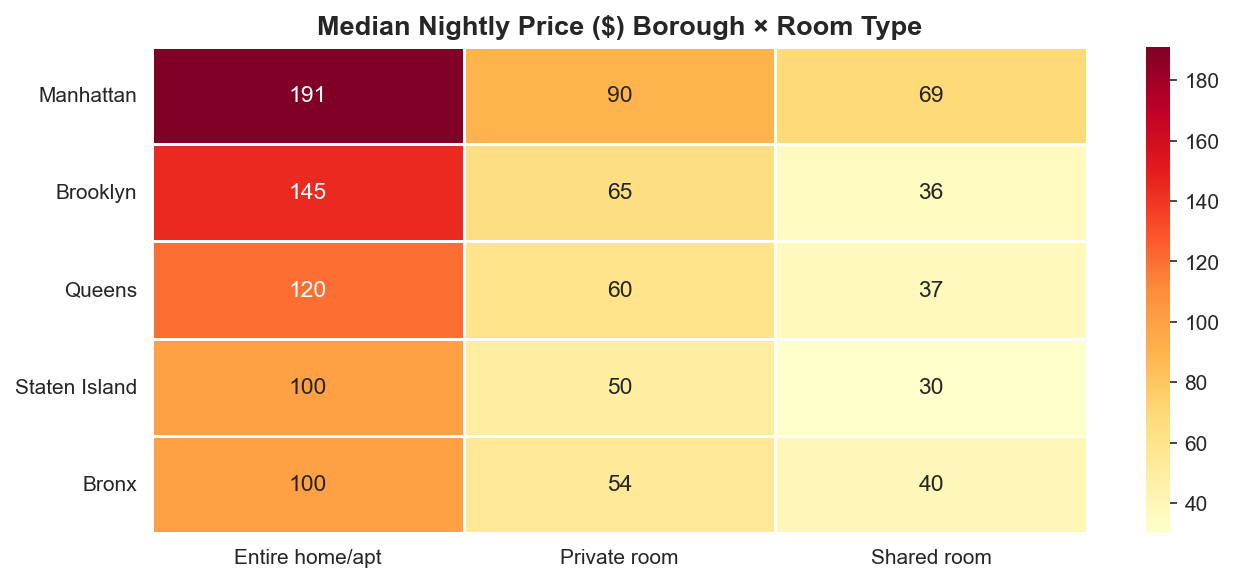 Median Nightly Price ($) Borough × Room Type
Manhattan 191 90 69
Brooklyn 145 65 36
Queens 120 60 37
Staten Island 100 50 30
Bronx 100 54 40
Entire home/apt Private room Shared room
180
160
140
120
100
80
60
40